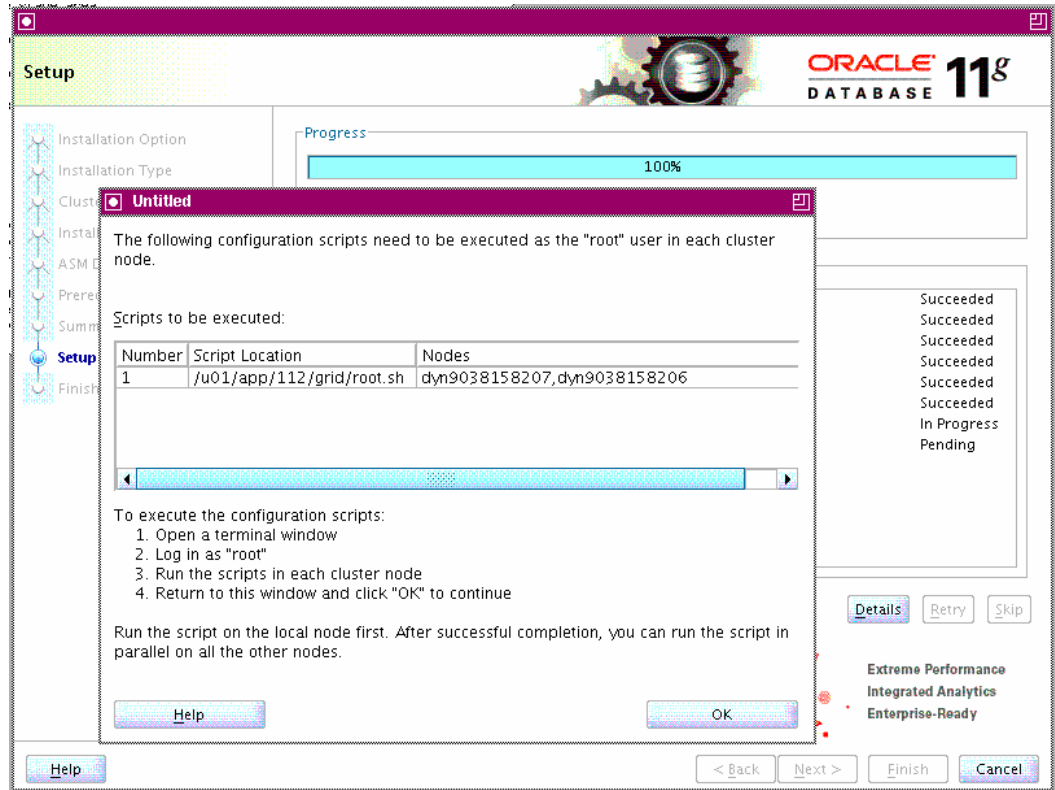 Setup
ORACLE
DATABASE
11g
Installation Option
Installation Type
Cluste
Install
ASM D
Prereq
Summ
Setup
Finish
Progress
100%
Untitled
The following configuration scripts need to be executed as the "root" user in each cluster
node.
Scripts to be executed:
Number Script Location Nodes
1 /u01/app/112/grid/root.sh dyn9038158207,dyn9038158206
To execute the configuration scripts:
1. Open a terminal window
2. Log in as "root"
3. Run the scripts in each cluster node
4. Return to this window and click "OK" to continue
Run the script on the local node first. After successful completion, you can run the script in
parallel on all the other nodes.
Help
OK
Succeeded
Succeeded
Succeeded
Succeeded
Succeeded
Succeeded
In Progress
Pending
Details
Retry
Skip
Extreme Performance
Integrated Analytics
Enterprise-Ready
Help
< Back
Next >
Finish
Cancel